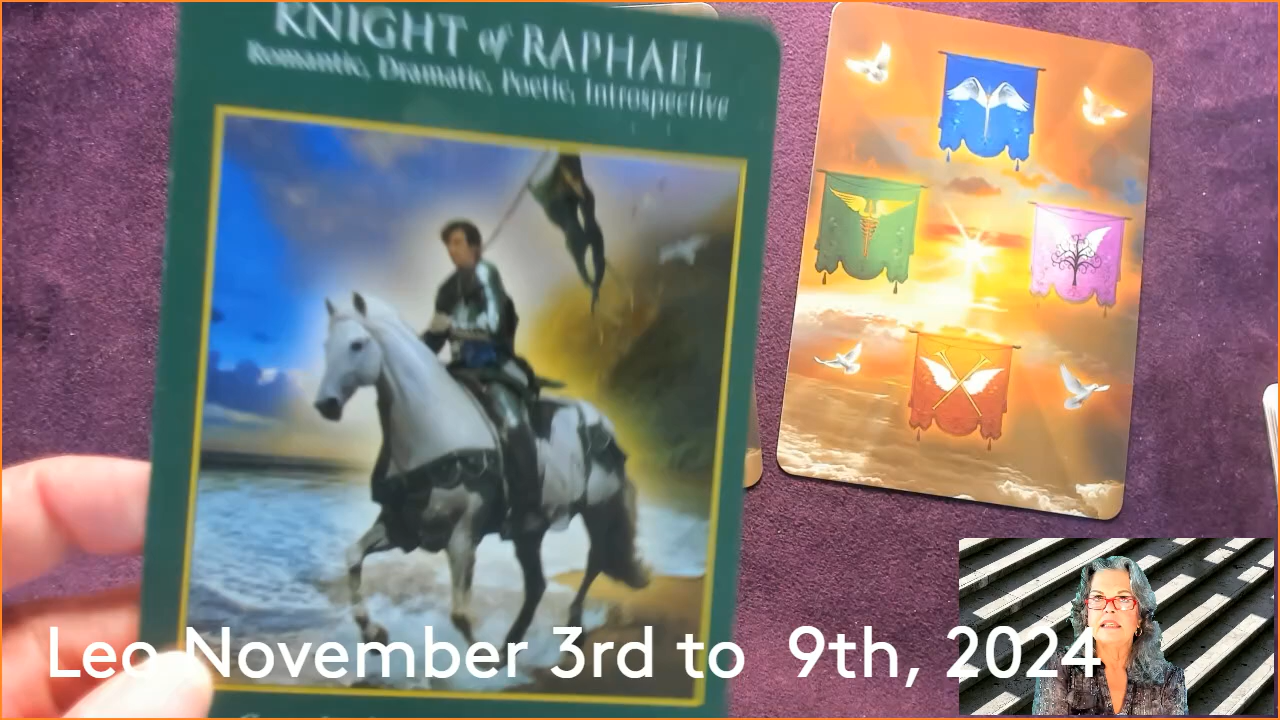 KNIGHT of RAPHAEL
Romantic, Dramatic, Poetic, Introspective
Leo November 3rd to 9th, 2024